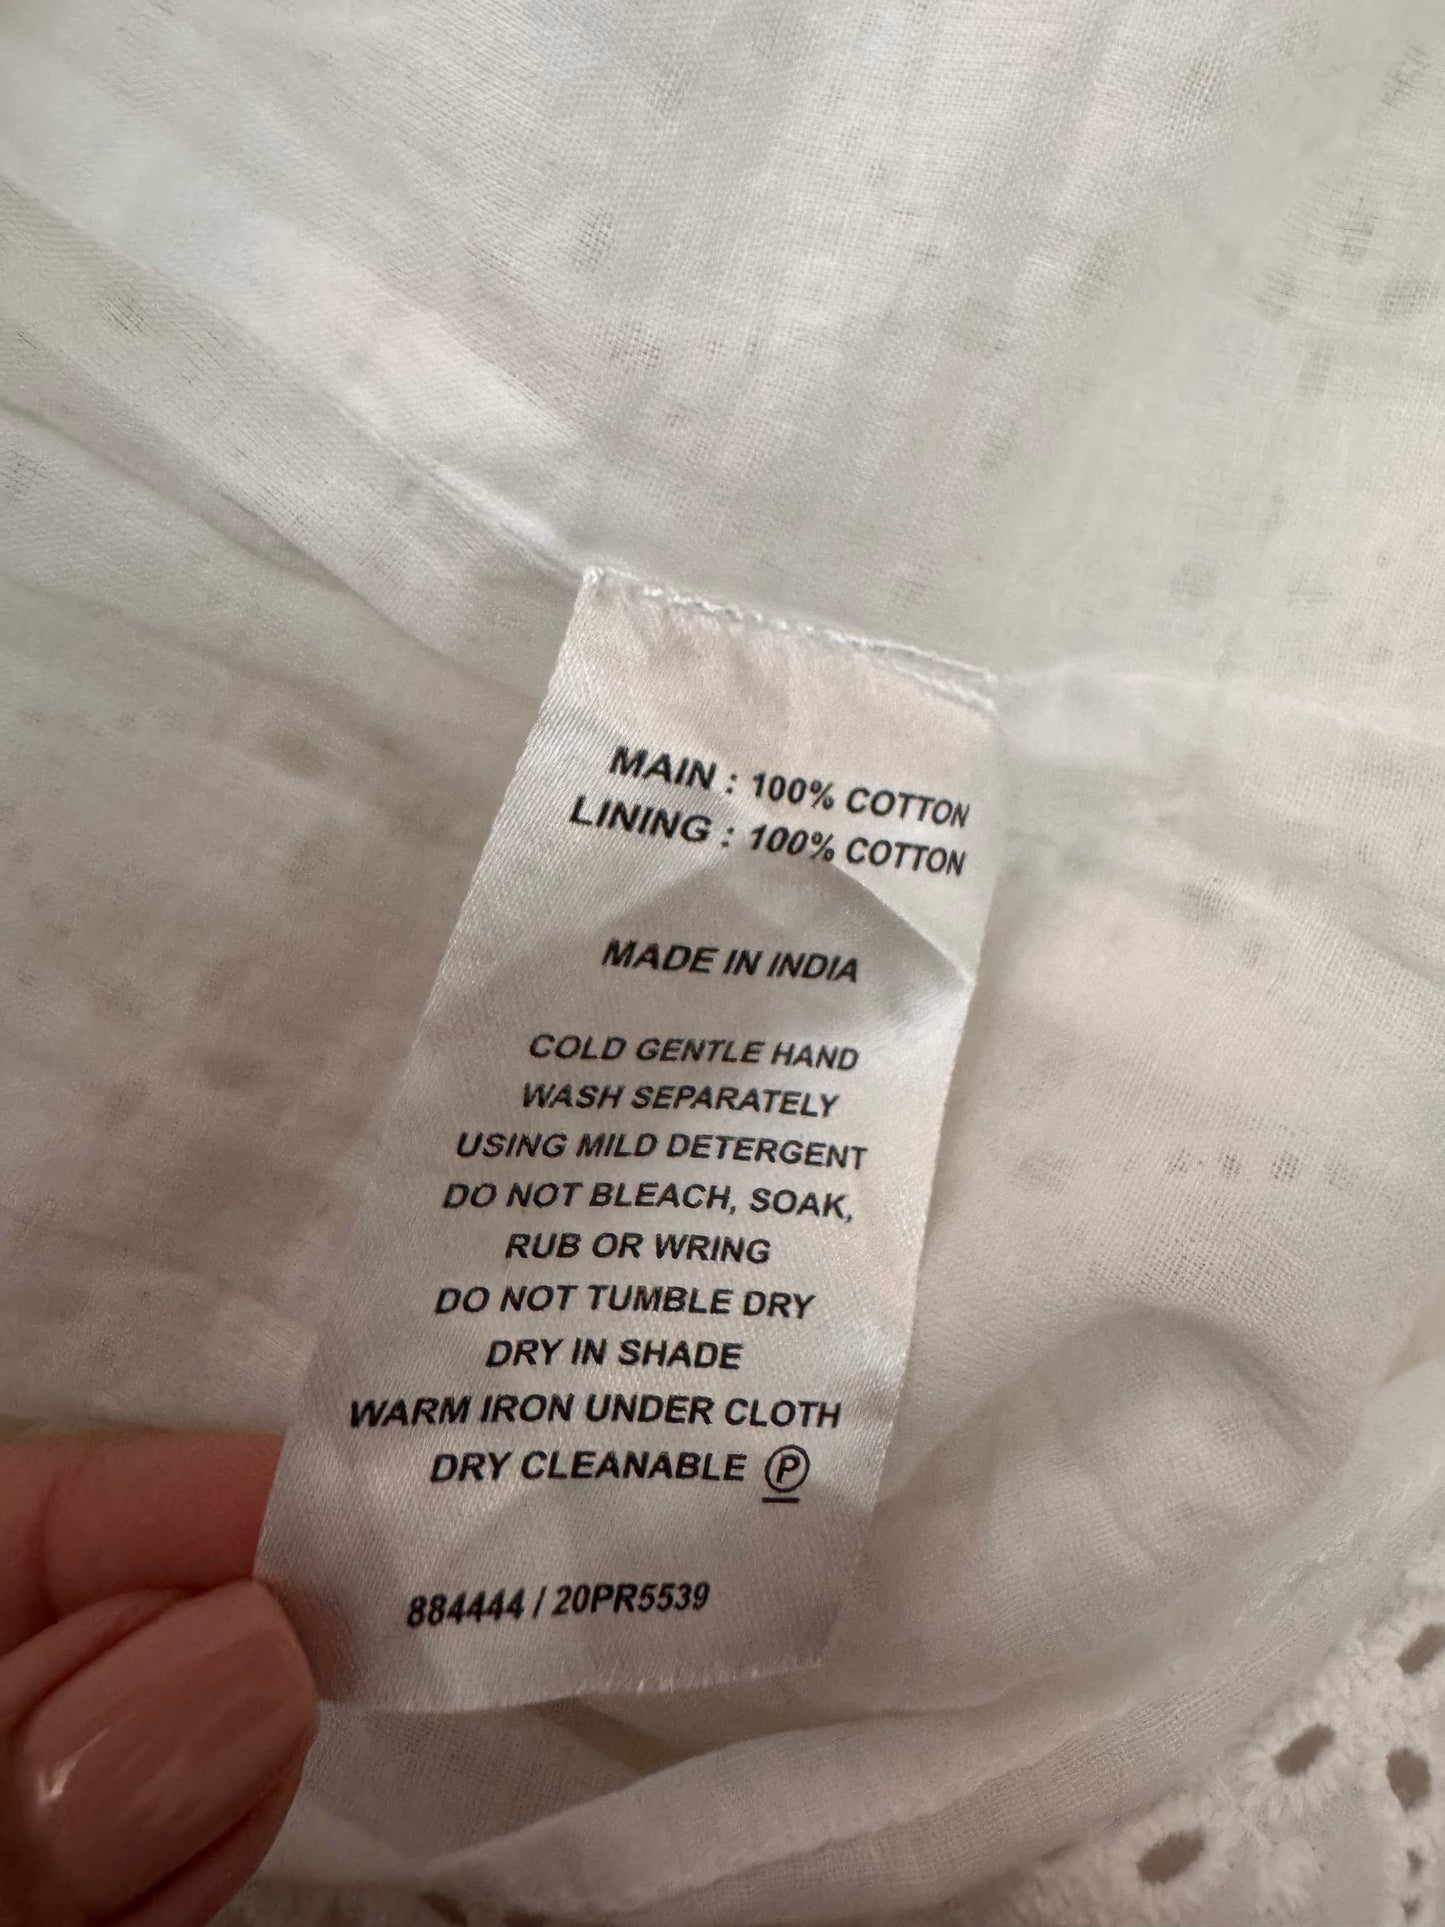 MAIN : 100% COTTON
LINING : 100% COTTON
MADE IN INDIA
COLD GENTLE HAND
WASH SEPARATELY
USING MILD DETERGENT
DO NOT BLEACH, SOAK,
RUB OR WRING
DO NOT TUMBLE DRY
DRY IN SHADE
WARM IRON UNDER CLOTH
DRY CLEANABLE P
884444 / 20PR5539